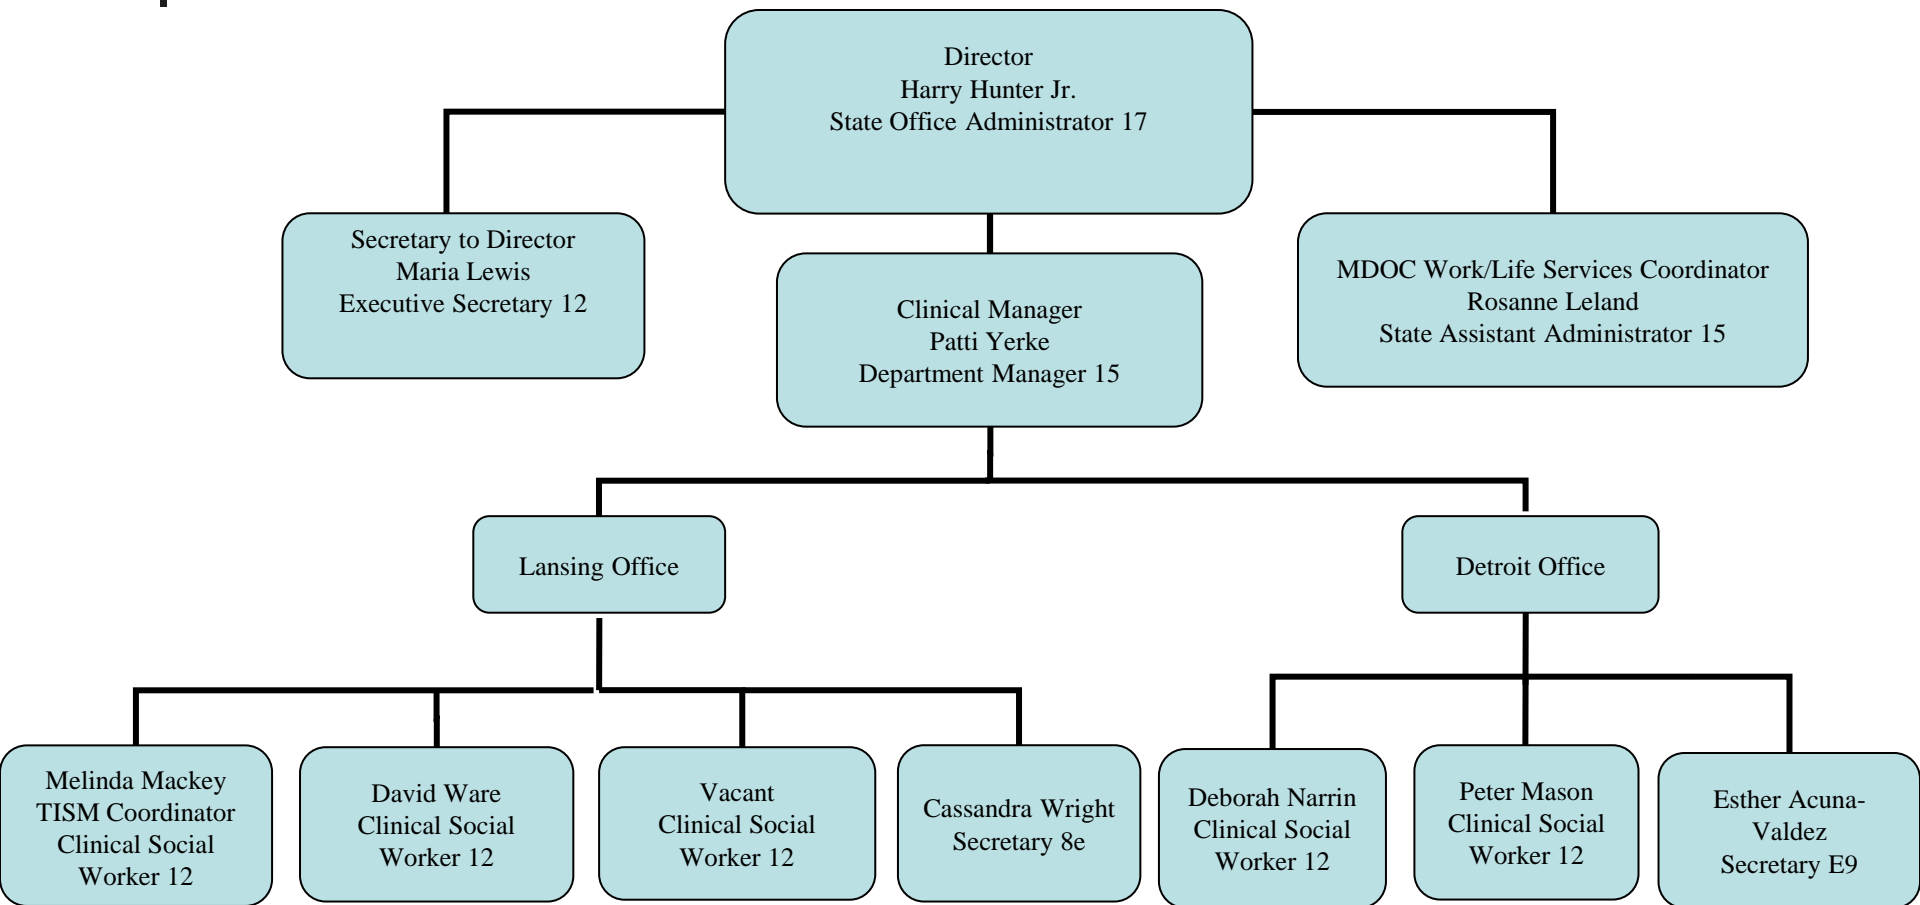 Director
Harry Hunter Jr.
State Office Administrator 17
Secretary to Director
Maria Lewis
Executive Secretary 12
Clinical Manager
Patti Yerke
Department Manager 15
MDOC Work/Life Services Coordinator
Rosanne Leland
State Assistant Administrator 15
Lansing Office
Detroit Office
Melinda Mackey
TISM Coordinator
Clinical Social
Worker 12
David Ware
Clinical Social
Worker 12
Vacant
Clinical Social
Worker 12
Cassandra Wright
Secretary 8e
Deborah Narrin
Clinical Social
Worker 12
Peter Mason
Clinical Social
Worker 12
Esther Acuna-
Valdez
Secretary E9